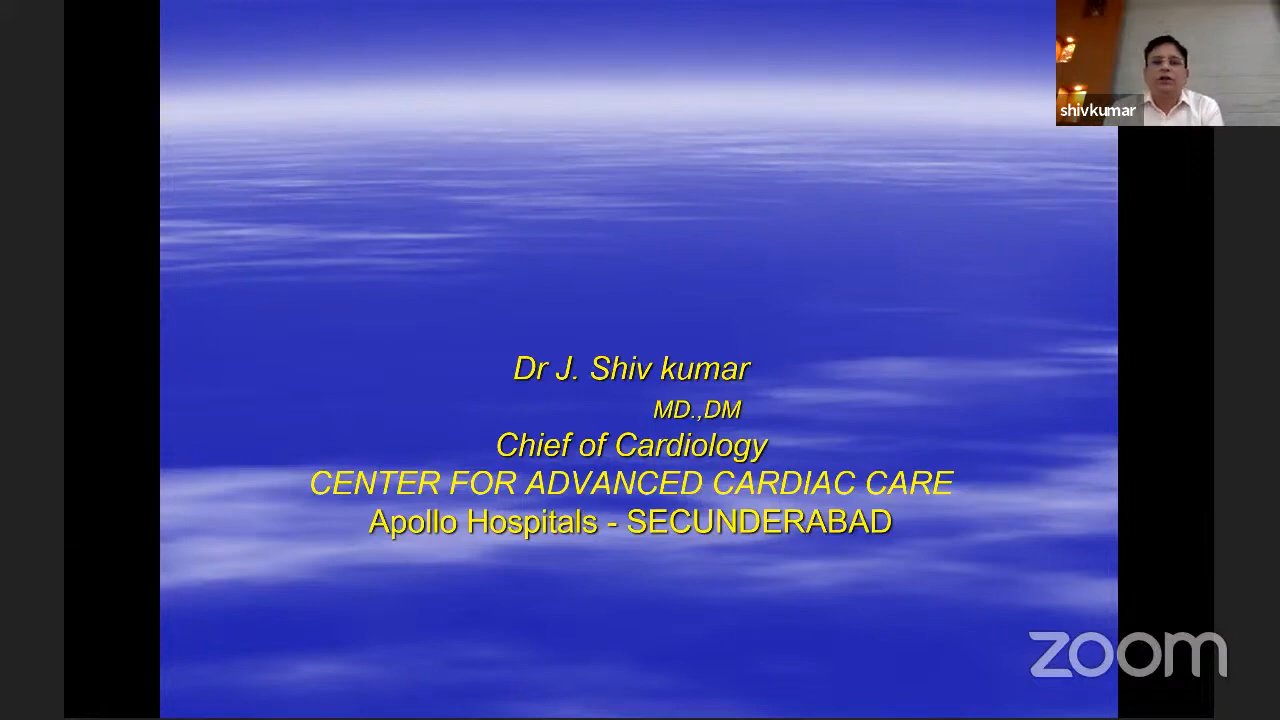 shivkumar
Dr J. Shiv kumar
MD.,DM
Chief of Cardiology
CENTER FOR ADVANCED CARDIAC CARE
Apollo Hospitals - SECUNDERABAD
zoom